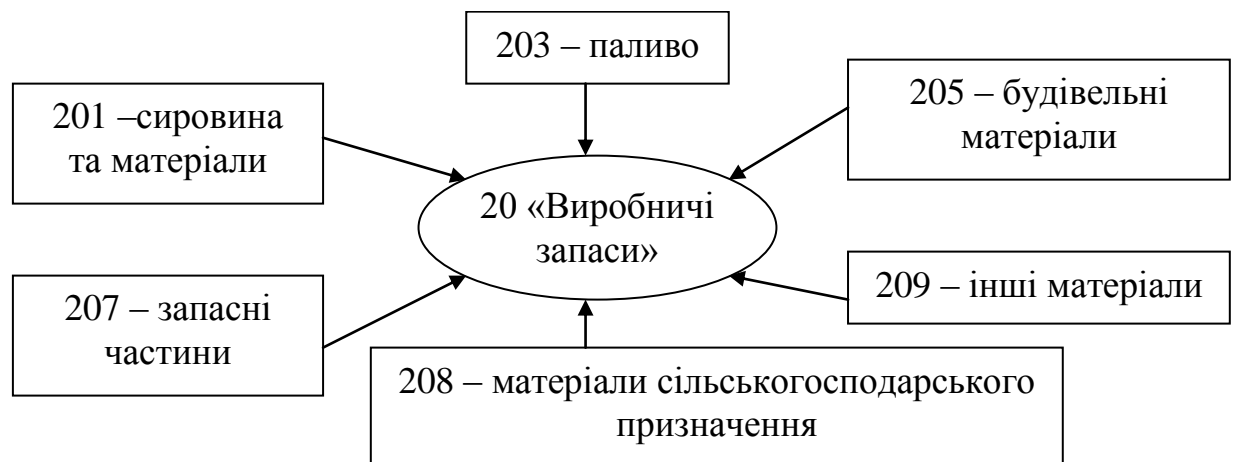 203 – паливо
201 –сировина
та матеріали
205 – будівельні
матеріали
20 «Виробничі
запаси»
207 – запасні
частини
209 – інші матеріали
208 – матеріали сільськогосподарського
призначення